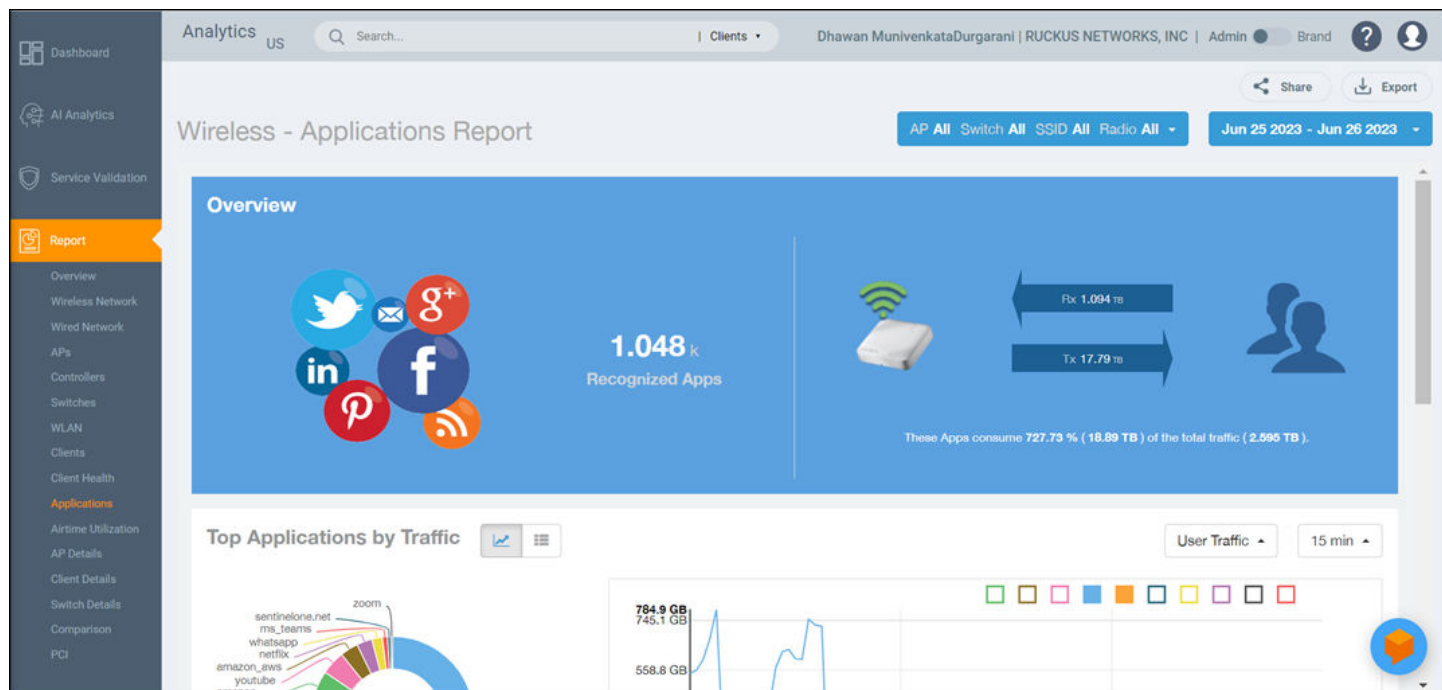 Analytics US
Search...
| Clients
Dhawan MunivenkataDurgarani | RUCKUS NETWORKS, INC | Admin Brand
?
Share
Export
Dashboard
AI Analytics
Service Validation
Report
Overview
Wireless Network
Wired Network
APs
Controllers
Switches
WLAN
Clients
Client Health
Applications
Airtime Utilization
AP Details
Client Details
Switch Details
Comparison
PCI
Wireless - Applications Report
AP All Switch All SSID All Radio All
Jun 25 2023 - Jun 26 2023
Overview
g+
in
f
1.048 k
Recognized Apps
Rx 1.094 TB
Tx 17.79 TB
These Apps consume 727.73 % ( 18.89 TB ) of the total traffic ( 2.595 TB ).
Top Applications by Traffic
User Traffic
15 min
zoom
sentinelone.net
ms_teams
whatsapp
netflix
amazon_aws
youtube
amazon
784.9 GB
745.1 GB
558.8 GB